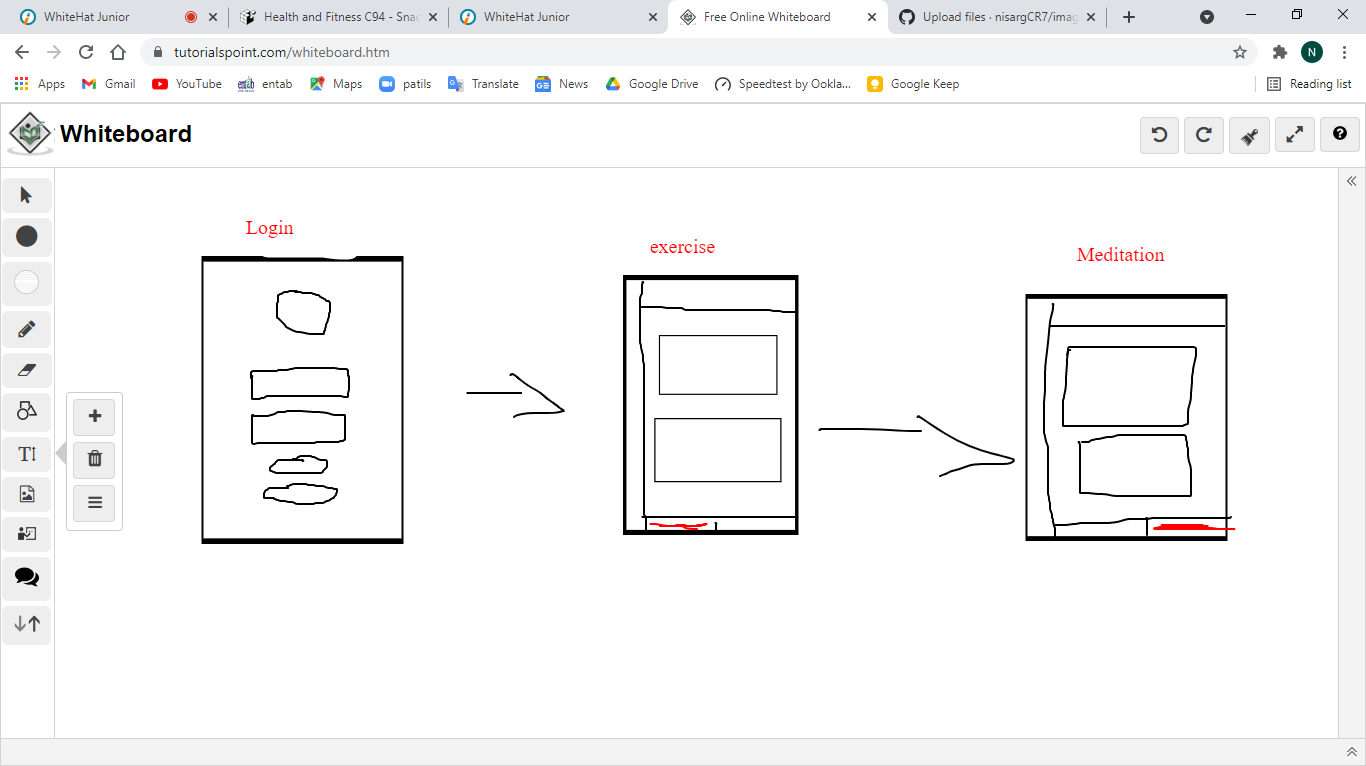 WhiteHat Junior
Health and Fitness C94 - Snac
WhiteHat Junior
Free Online Whiteboard
Upload files · nisargCR7/imag
tutorialspoint.com/whiteboard.htm
N
Apps
Gmail
YouTube
entab
Maps
patils
Translate
News
Google Drive
Speedtest by Ookla...
Google Keep
Reading list
Whiteboard
Login
exercise
Meditation